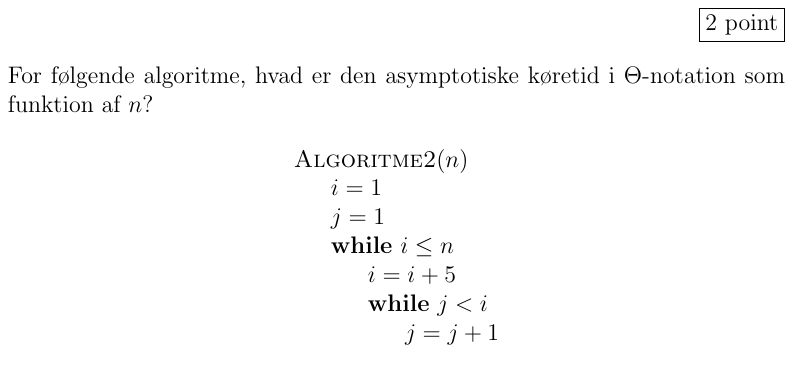 2 point
For følgende algoritme, hvad er den asymptotiske køretid i Θ-notation som
funktion af n?
ALGORITME2(n)
i = 1
j = 1
while i ≤ n
i = i + 5
while j < i
j = j + 1